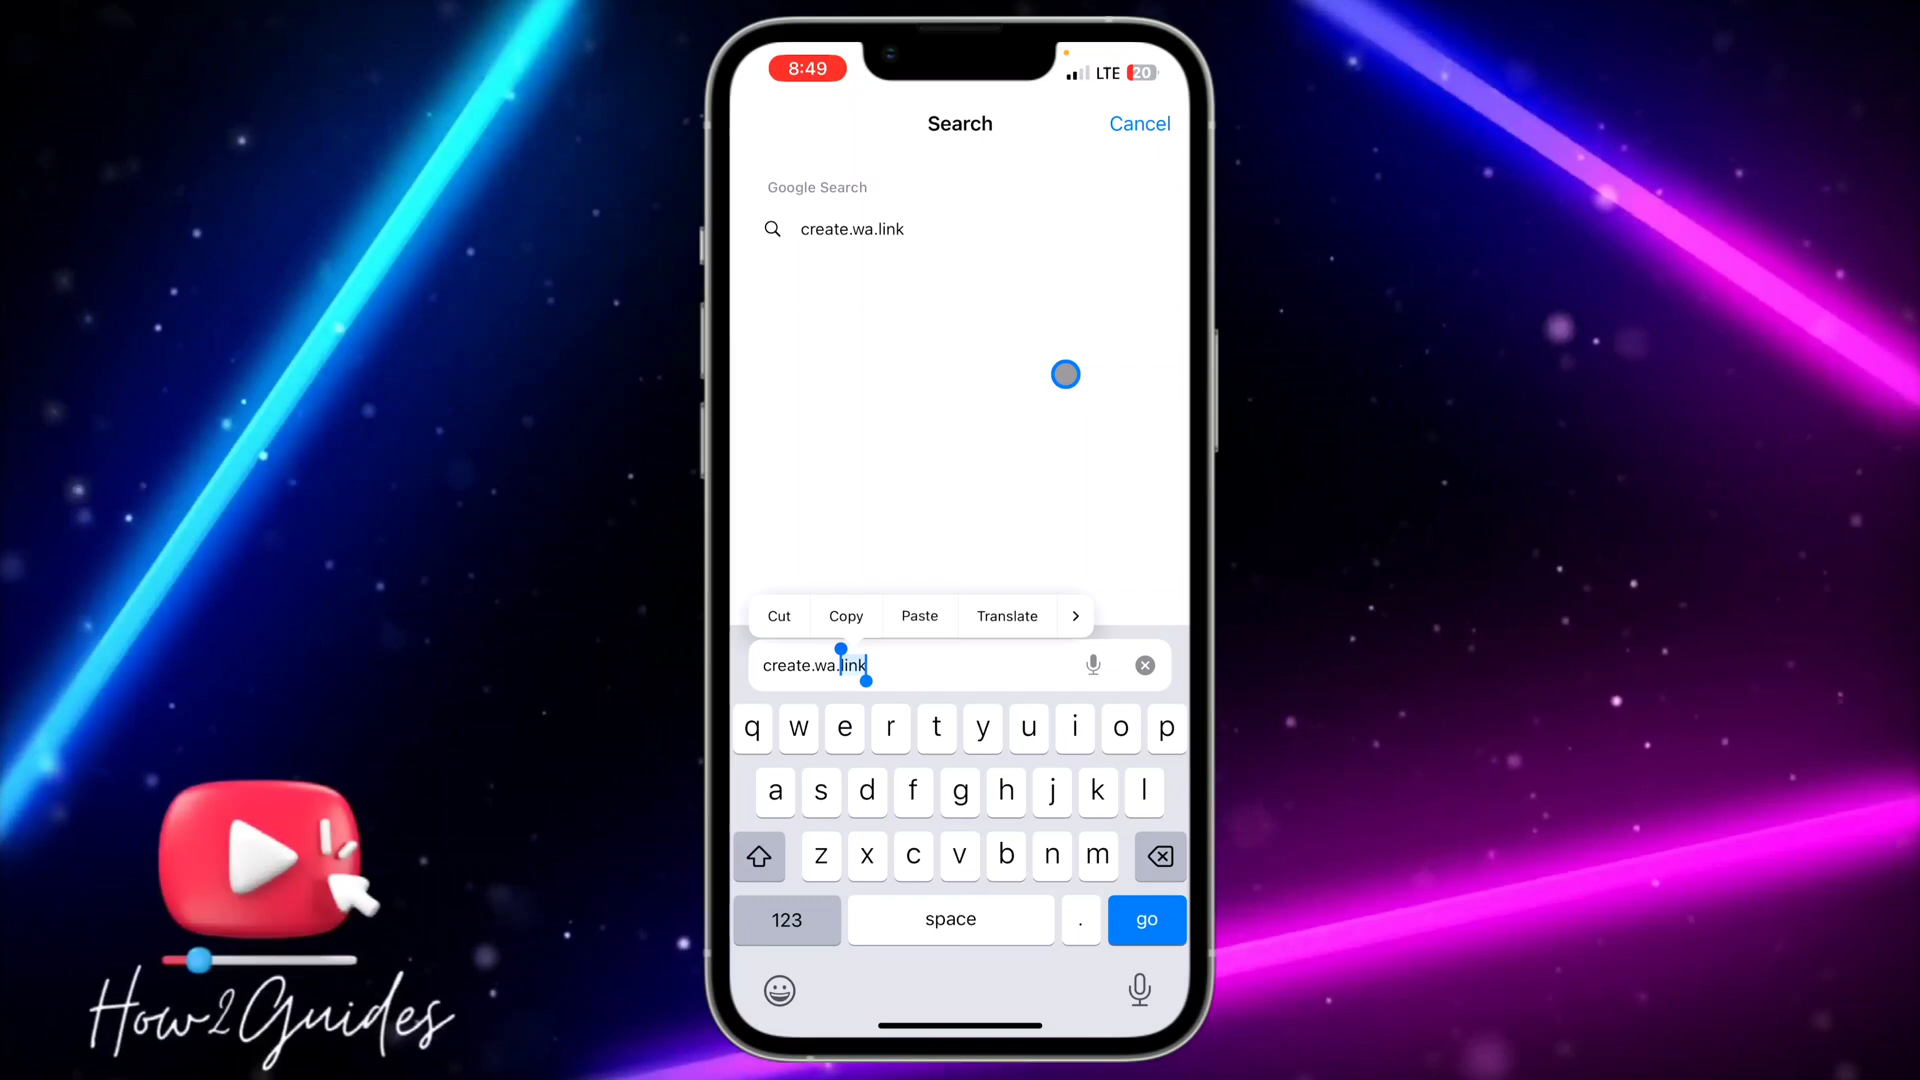 8:49
LTE 20
Search
Cancel
Google Search
create.wa.link
Cut Copy Paste Translate
create.wa.link
q w e r t y u i o p
a s d f g h j k l
z x c v b n m
123 space . go
How2Guides